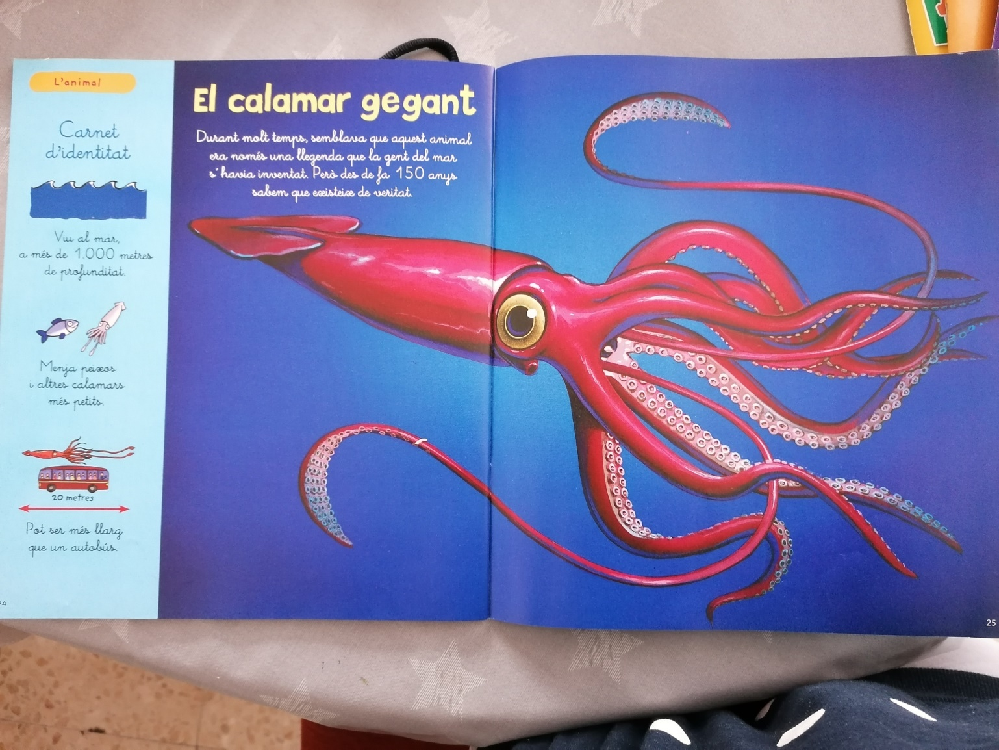 L'animal
Carnet
d'identitat
Viu al mar,
a més de 1.000 metres
de profunditat.
Menja peixos
i altres calamars
més petits.
20 metres
Pot ser més llarg
que un autobús.
24
El calamar gegant
Durant molt temps, semblava que aquest animal
era només una llegenda que la gent del mar
s'havia inventat. Però des de fa 150 anys
sabem que existeix de veritat.
25